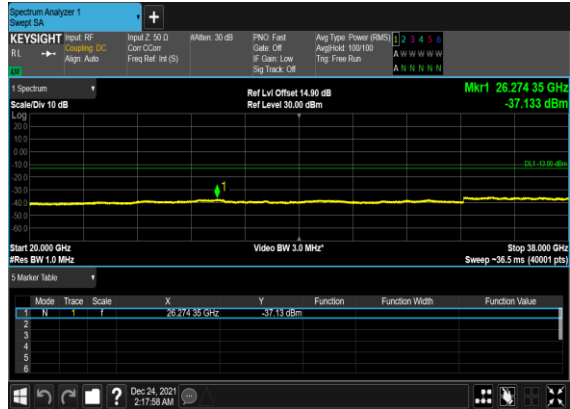 Spectrum Analyzer 1
Swept SA
KEYSIGHT Input: RF Input Z: 50 Ω #Atten: 30 dB PNO: Fast Avg Type: Power (RMS) 1 2 3 4 5 6
RL Coupling: DC Corr CCorr Gate: Off Avg|Hold: 100/100 A W W W W W
Align: Auto Freq Ref: Int (S) IF Gain: Low Trig: Free Run
Sig Track: Off A N N N N N
1 Spectrum Ref Lvl Offset 14.90 dB Mkr1 26.274 35 GHz
Scale/Div 10 dB Ref Level 30.00 dBm -37.133 dBm
Log
20.0
10.0
0.00
-10.0 DL1 -13.00 dBm
-20.0
-30.0 1
-40.0
-50.0
-60.0
Start 20.000 GHz Video BW 3.0 MHz* Stop 38.000 GHz
#Res BW 1.0 MHz Sweep ~36.5 ms (40001 pts)
5 Marker Table
Mode Trace Scale X Y Function Function Width Function Value
1 N 1 f 26.274 35 GHz -37.13 dBm
2
3
4
5
6
? Dec 24, 2021
2:17:58 AM